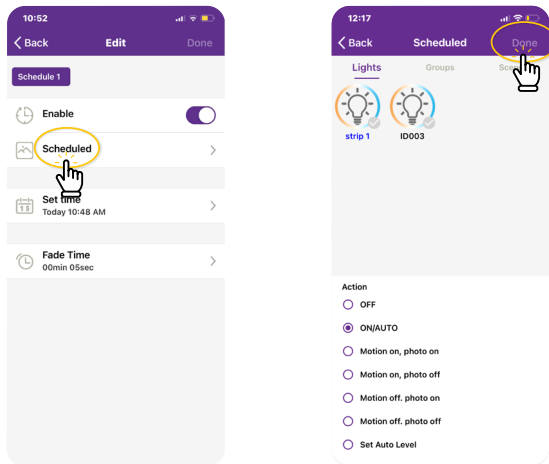 10:52
Back Edit Done
Schedule 1
Enable
Scheduled
Set time
Today 10:48 AM
Fade Time
00min 05sec
12:17
Back Scheduled Done
Lights Groups
strip 1 ID003
Action
OFF
ON/AUTO
Motion on, photo on
Motion on, photo off
Motion off. photo on
Motion off. photo off
Set Auto Level